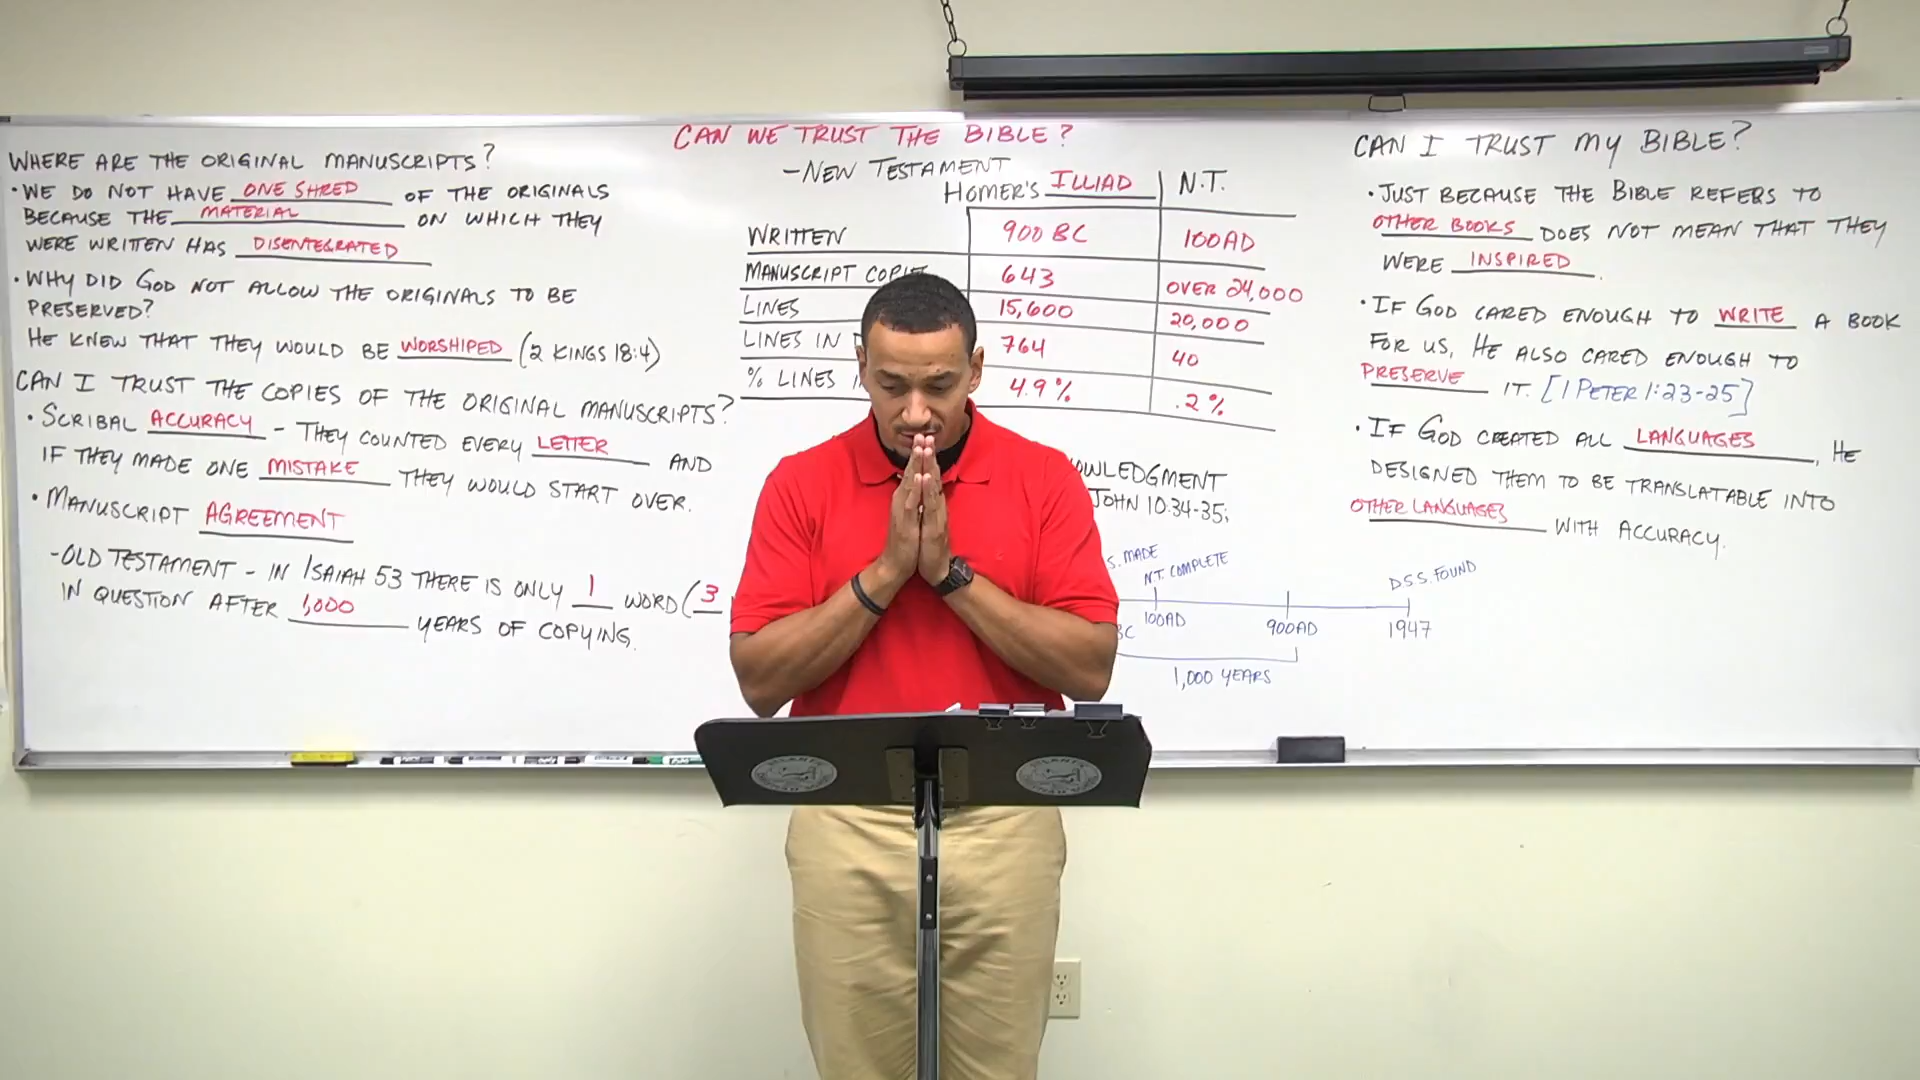 CAN WE TRUST THE BIBLE?
WHERE ARE THE ORIGINAL MANUSCRIPTS?
• WE DO NOT HAVE ONE SHRED OF THE ORIGINALS
BECAUSE THE MATERIAL ON WHICH THEY
WERE WRITTEN HAS DISENTEGRATED
• WHY DID GOD NOT ALLOW THE ORIGINALS TO BE
PRESERVED?
HE KNEW THAT THEY WOULD BE WORSHIPED (2 KINGS 18:4)
CAN I TRUST THE COPIES OF THE ORIGINAL MANUSCRIPTS?
• SCRIBAL ACCURACY - THEY COUNTED EVERY LETTER AND
IF THEY MADE ONE MISTAKE THEY WOULD START OVER.
• MANUSCRIPT AGREEMENT
- OLD TESTAMENT - IN ISAIAH 53 THERE IS ONLY 1 WORD (3
IN QUESTION AFTER 1,000 YEARS OF COPYING.
- NEW TESTAMENT
HOMER'S ILLIAD N.T.
WRITTEN 900 BC 100AD
MANUSCRIPT COPIES 643 OVER 24,000
LINES 15,600 20,000
LINES IN 764 40
% LINES 4.9% .2%
JOHN 10:34-35;
MADE
N.T. COMPLETE
D.S.S. FOUND
100AD 900AD 1947
1,000 YEARS
CAN I TRUST MY BIBLE?
• JUST BECAUSE THE BIBLE REFERS TO
OTHER BOOKS DOES NOT MEAN THAT THEY
WERE INSPIRED.
• IF GOD CARED ENOUGH TO WRITE A BOOK
FOR US, HE ALSO CARED ENOUGH TO
PRESERVE IT. [1 PETER 1:23-25]
• IF GOD CREATED ALL LANGUAGES, HE
DESIGNED THEM TO BE TRANSLATABLE INTO
OTHER LANGUAGES WITH ACCURACY.